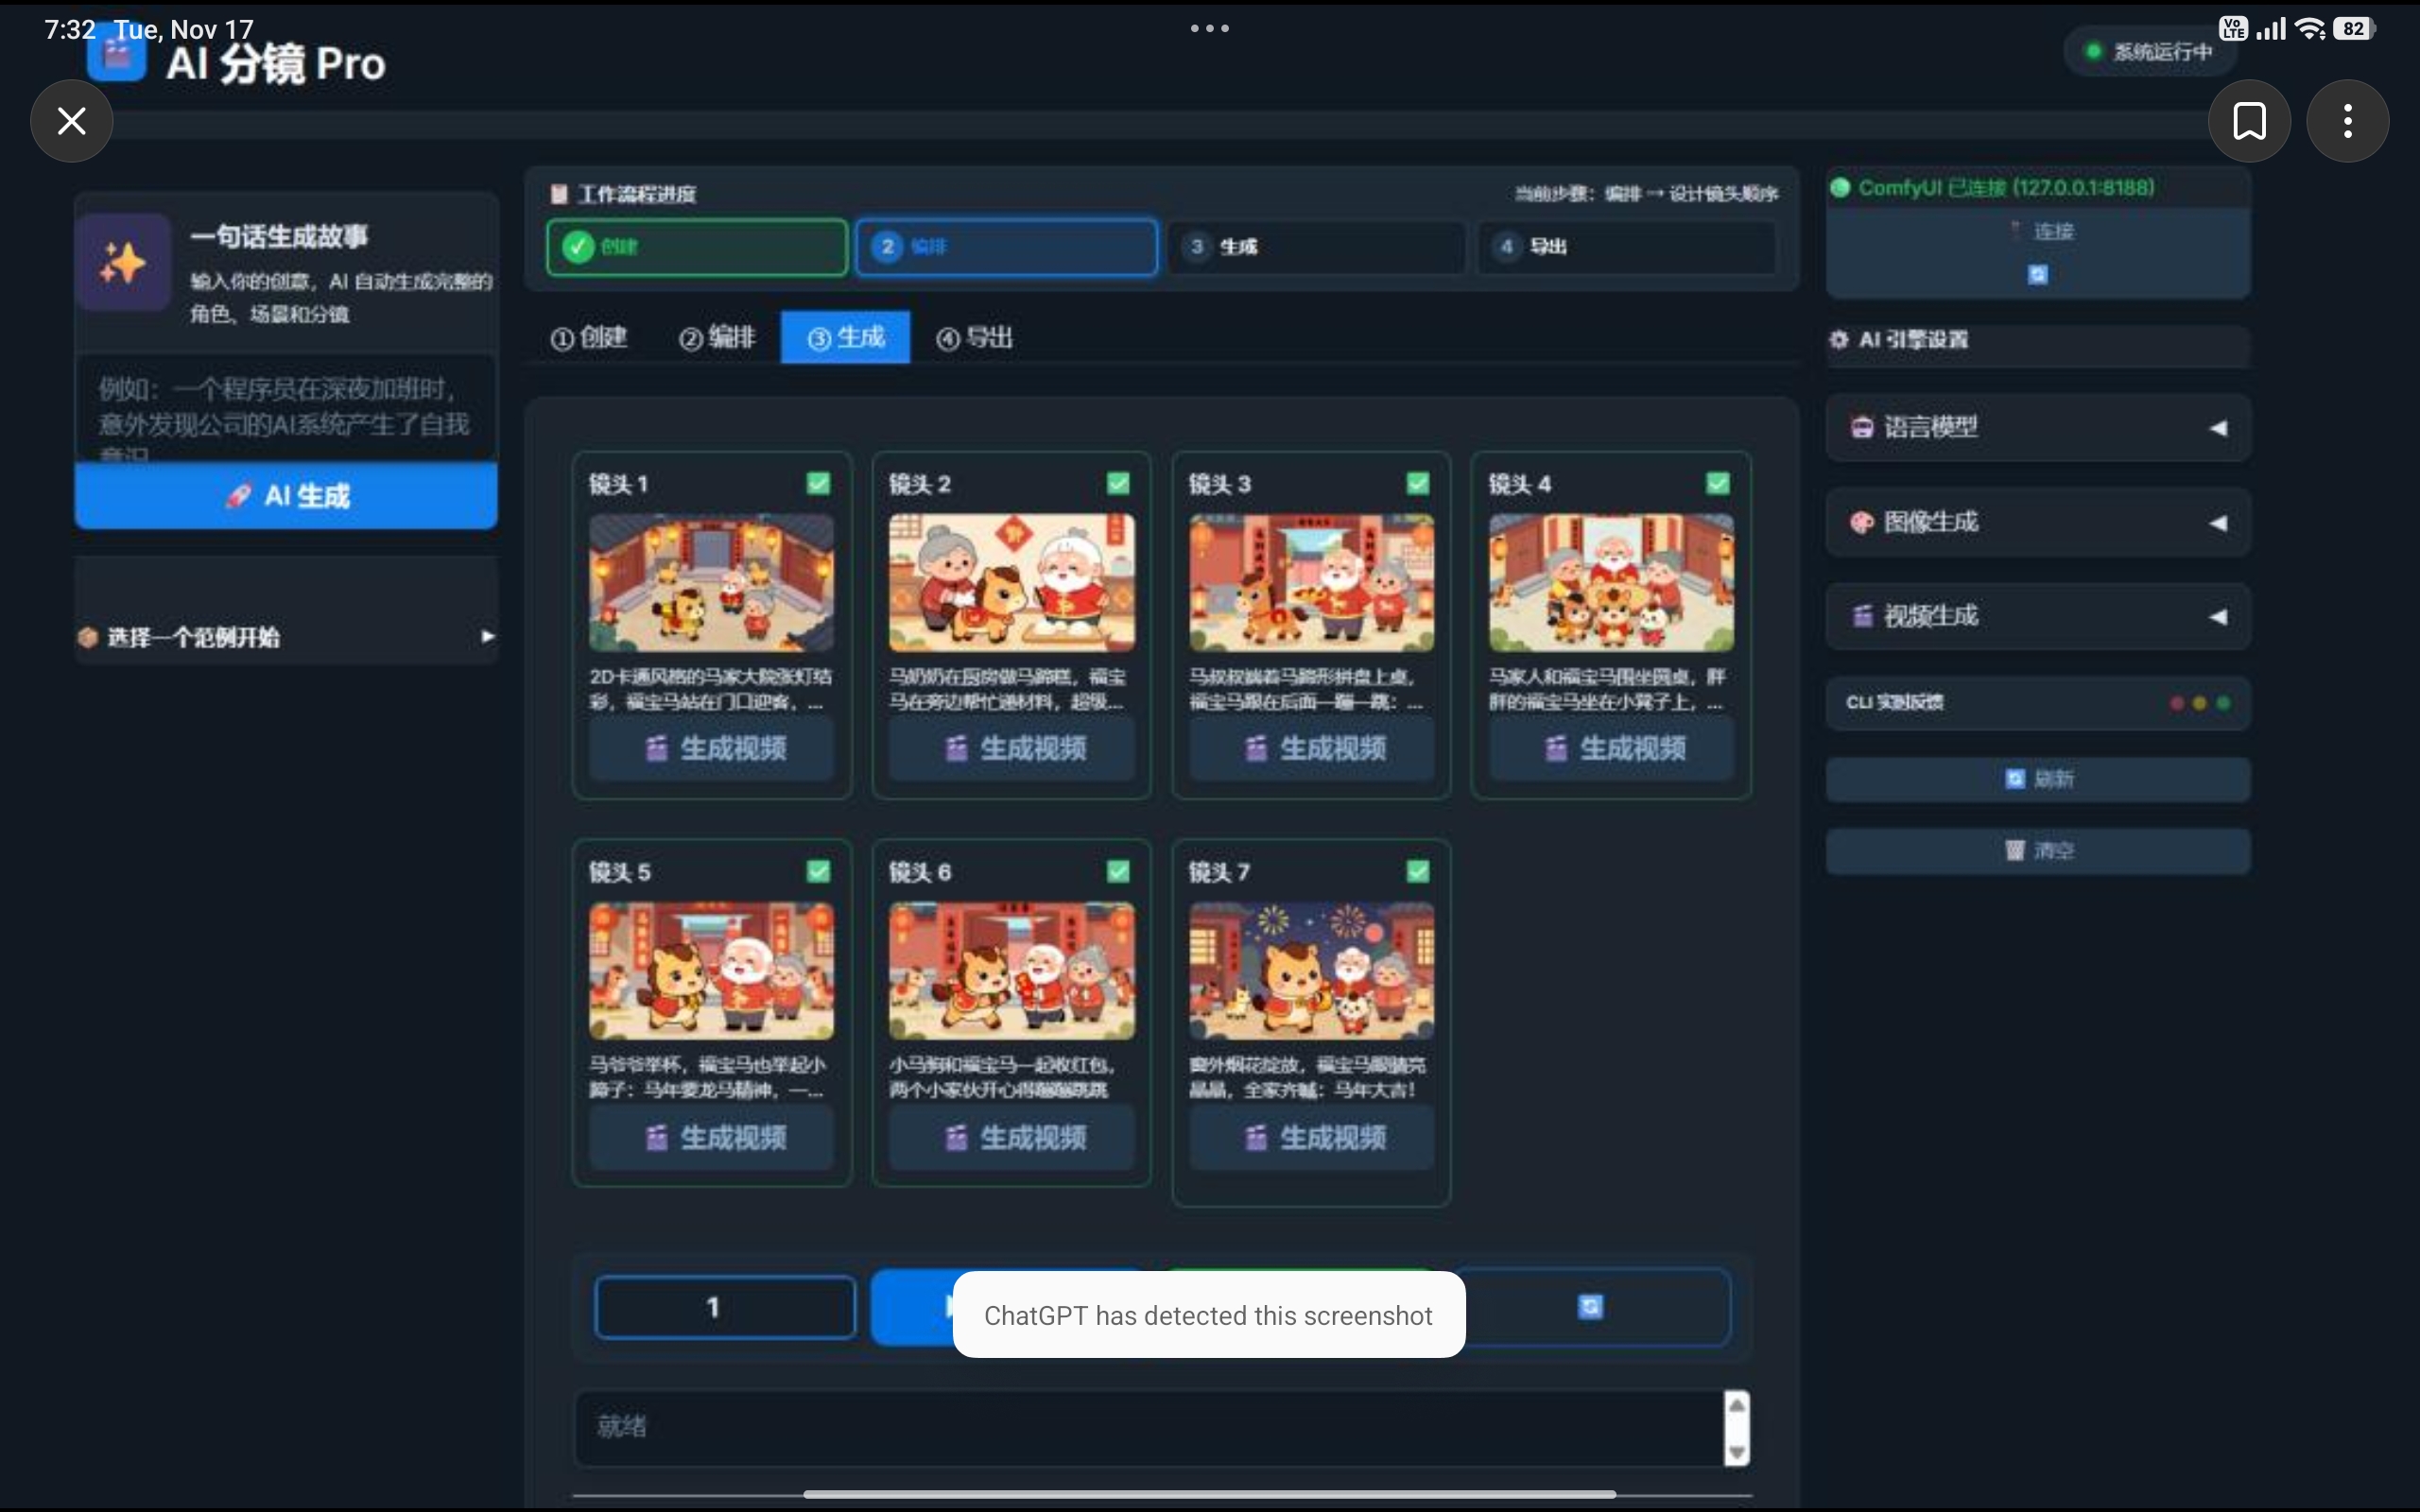 7:32 Tue, Nov 17
Vo LTE 82
AI 分镜 Pro
系统运行中
一句话生成故事
输入你的创意，AI 自动生成完整的
角色、场景和分镜
例如：一个程序员在深夜加班时，
意外发现公司的AI系统产生了自我
意识
AI 生成
选择一个范例开始
工作流程进度
当前步骤：编排 → 设计镜头顺序
创建
2 编排
3 生成
4 导出
① 创建
② 编排
③ 生成
④ 导出
镜头 1
2D卡通风格的马家大院张灯结
彩，福宝马站在门口迎客，...
生成视频
镜头 2
马奶奶在厨房做马蹄糕，福宝
马在旁边帮忙递材料，超级...
生成视频
镜头 3
马叔叔端着马蹄形拼盘上桌，
福宝马跟在后面一蹦一跳：...
生成视频
镜头 4
马家人和福宝马围坐圆桌，胖
胖的福宝马坐在小凳子上，...
生成视频
镜头 5
马爷爷举杯，福宝马也举起小
蹄子：马年要龙马精神，一...
生成视频
镜头 6
小马驹和福宝马一起收红包，
两个小家伙开心得蹦蹦跳跳
生成视频
镜头 7
窗外烟花绽放，福宝马眼睛亮
晶晶，全家齐喊：马年大吉！
生成视频
1
ChatGPT has detected this screenshot
就绪
ComfyUI 已连接 (127.0.0.1:8188)
连接
AI 引擎设置
语言模型
图像生成
视频生成
CLI 实时反馈
刷新
清空